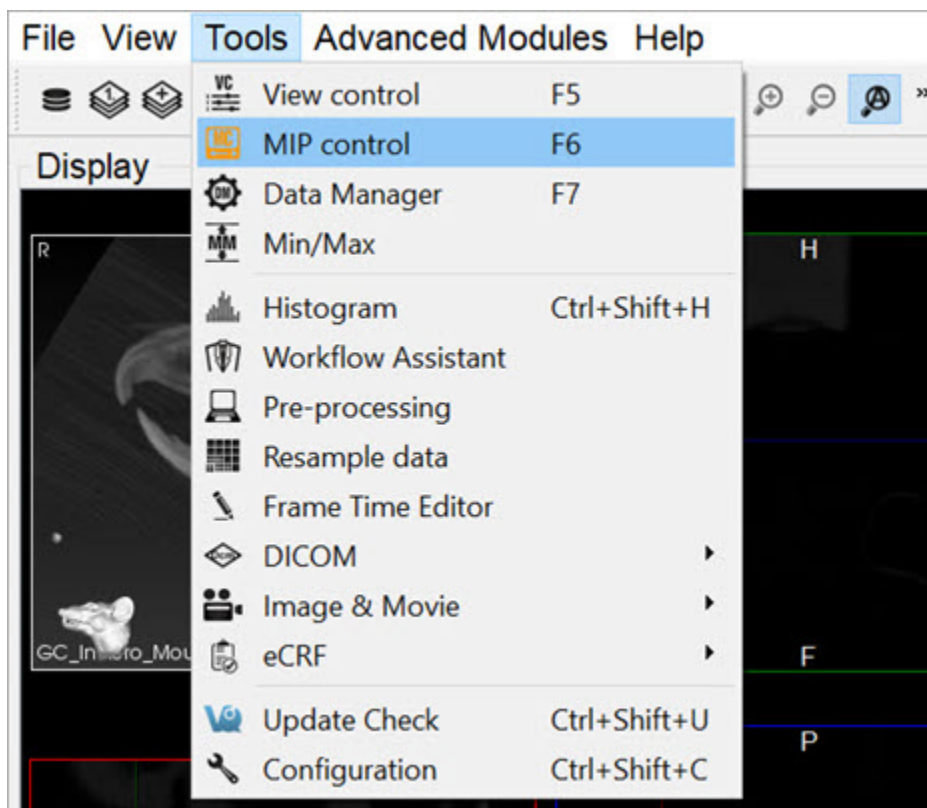 File View Tools Advanced Modules Help
View control F5
MIP control F6
Data Manager F7
Min/Max
Histogram Ctrl+Shift+H
Workflow Assistant
Pre-processing
Resample data
Frame Time Editor
DICOM
Image & Movie
eCRF
Update Check Ctrl+Shift+U
Configuration Ctrl+Shift+C
Display
R
H
F
P